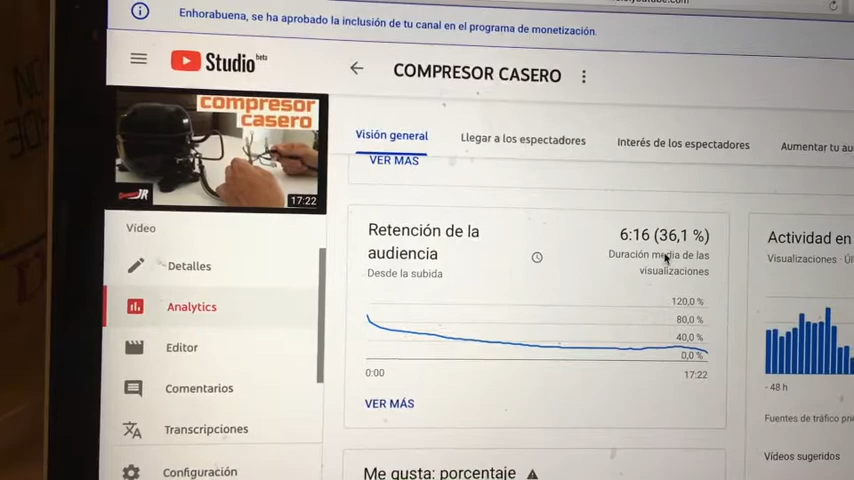 Enhorabuena, se ha aprobado la inclusión de tu canal en el programa de monetización.
Studio beta
COMPRESOR CASERO
compresor
casero
JR
17:22
Visión general
Llegar a los espectadores
Interés de los espectadores
Aumentar tu au
VER MÁS
Vídeo
Detalles
Analytics
Editor
Comentarios
Transcripciones
Configuración
Retención de la
audiencia
Desde la subida
6:16 (36,1 %)
Duración media de las
visualizaciones
120,0 %
80,0 %
40,0 %
0,0 %
0:00
17:22
VER MÁS
Me gusta: porcentaje
Actividad en
Visualizaciones · Úl
- 48 h
Fuentes de tráfico prin
Vídeos sugeridos